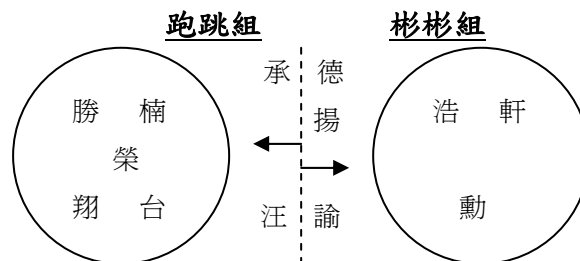 跑跳組 彬彬組
承 德
勝 楠 浩 軒
揚
榮
翔 台 汪 諭 勳